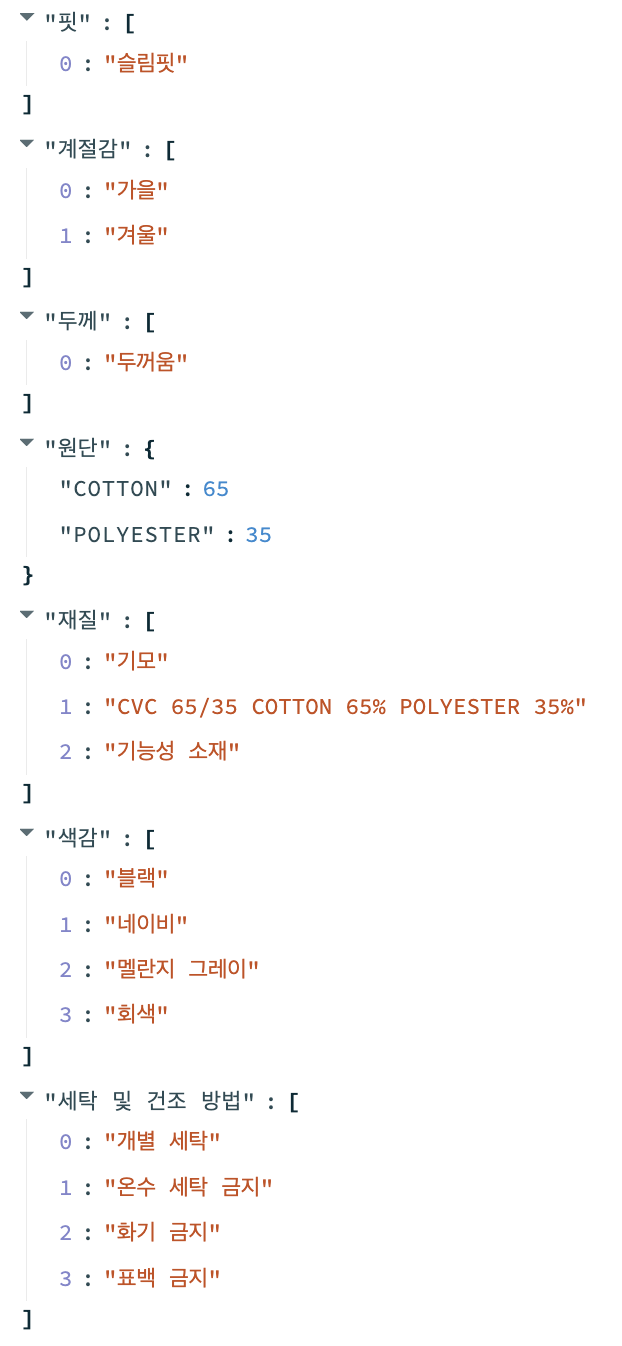 "핏" : [
0 : "슬림핏"
]
"계절감" : [
0 : "가을"
1 : "겨울"
]
"두께" : [
0 : "두꺼움"
]
"원단" : {
"COTTON" : 65
"POLYESTER" : 35
}
"재질" : [
0 : "기모"
1 : "CVC 65/35 COTTON 65% POLYESTER 35%"
2 : "기능성 소재"
]
"색감" : [
0 : "블랙"
1 : "네이비"
2 : "멜란지 그레이"
3 : "회색"
]
"세탁 및 건조 방법" : [
0 : "개별 세탁"
1 : "온수 세탁 금지"
2 : "화기 금지"
3 : "표백 금지"
]